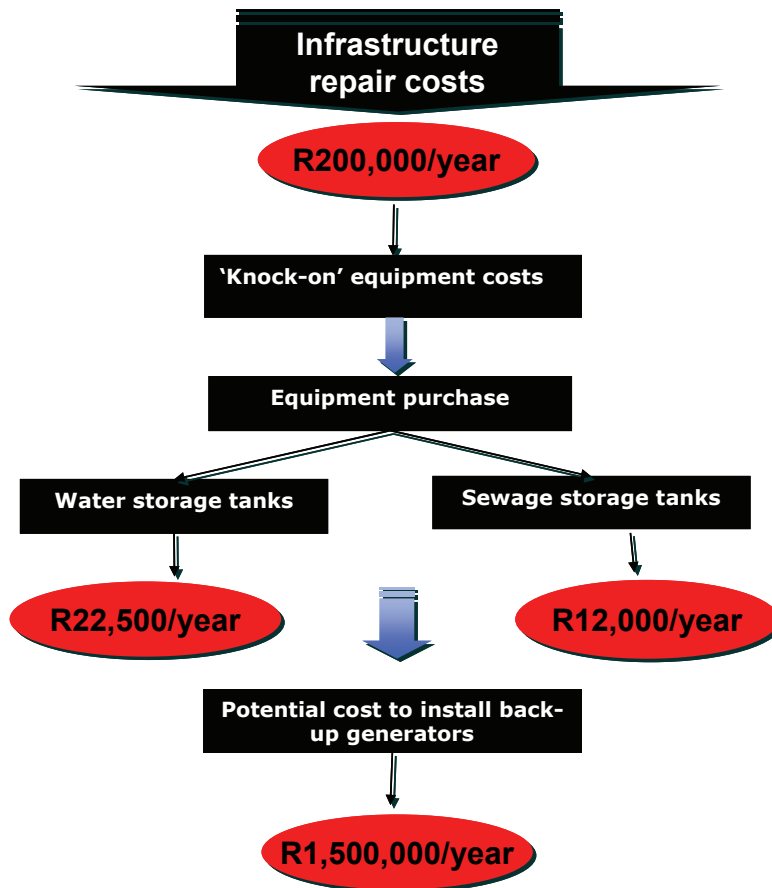 Infrastructure
repair costs
R200,000/year
‘Knock-on’ equipment costs
Equipment purchase
Water storage tanks
Sewage storage tanks
R22,500/year
R12,000/year
Potential cost to install back-
up generators
R1,500,000/year